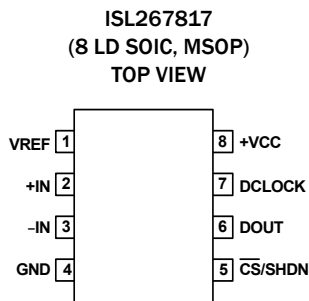 ISL267817
(8 LD SOIC, MSOP)
TOP VIEW
VREF 1
+IN 2
–IN 3
GND 4
8 +VCC
7 DCLOCK
6 DOUT
5 C̅S̅/SHDN